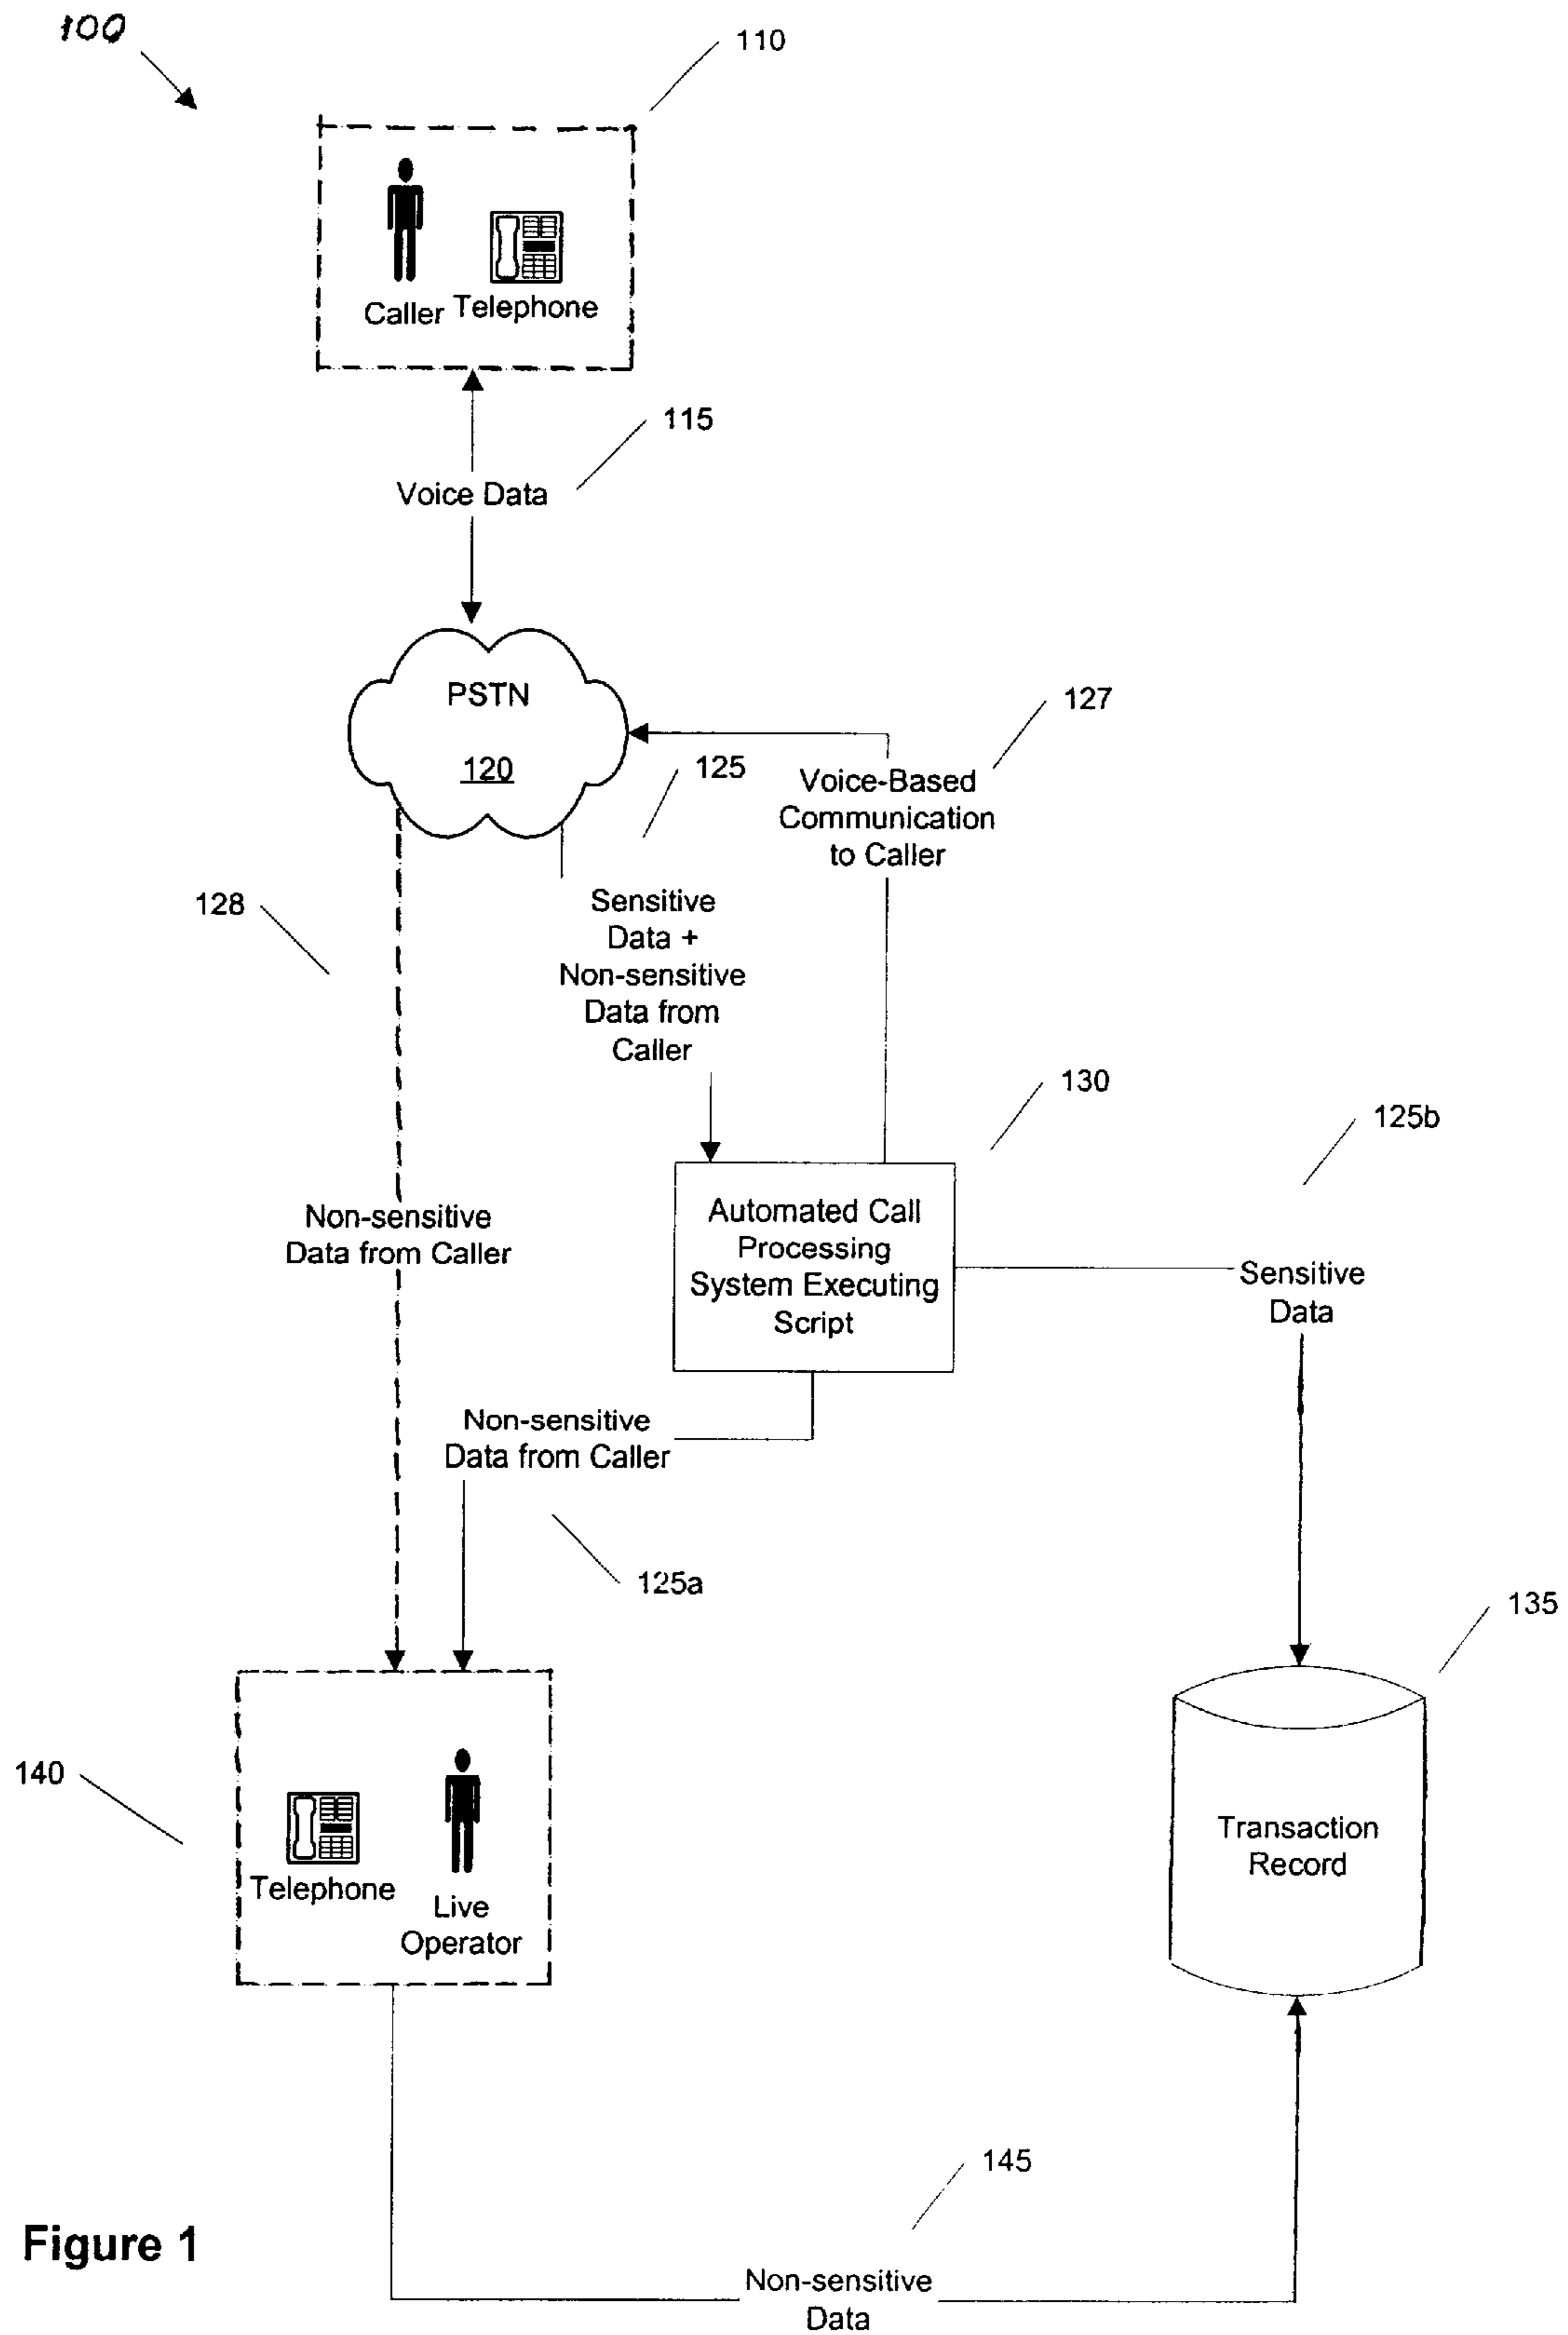 100
110
Caller Telephone
115
Voice Data
PSTN
127
120
125
Voice-Based
Communication
to Caller
128
Sensitive
Data +
Non-sensitive
Data from
Caller
130
125b
Automated Call
Processing
System Executing
Script
Non-sensitive
Data from Caller
Sensitive
Data
Non-sensitive
Data from Caller
125a
135
140
Telephone
Live
Operator
Transaction
Record
145
Figure 1
Non-sensitive
Data